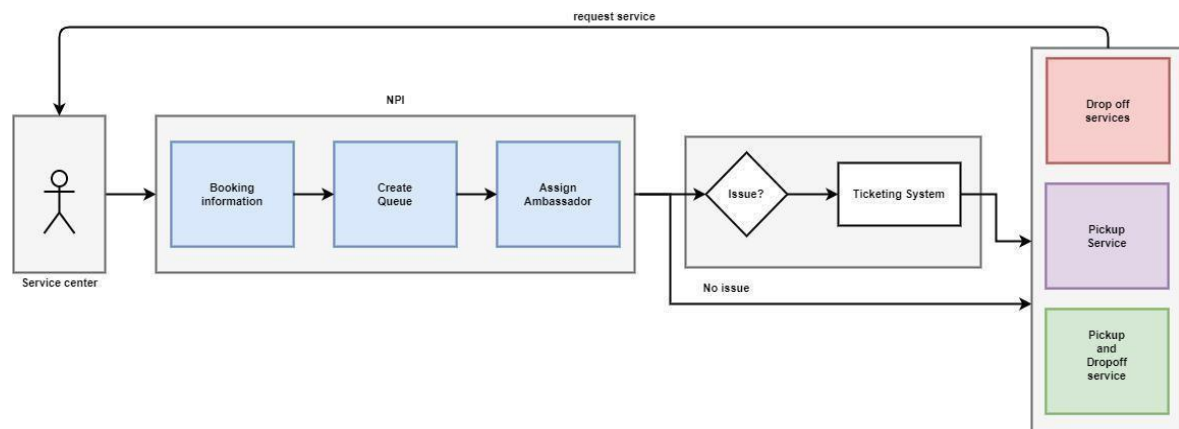 request service
NPI
Drop off
services
Booking
information
Create
Queue
Assign
Ambassador
Issue?
Ticketing System
Pickup
Service
Service center
No issue
Pickup
and
Dropoff
service